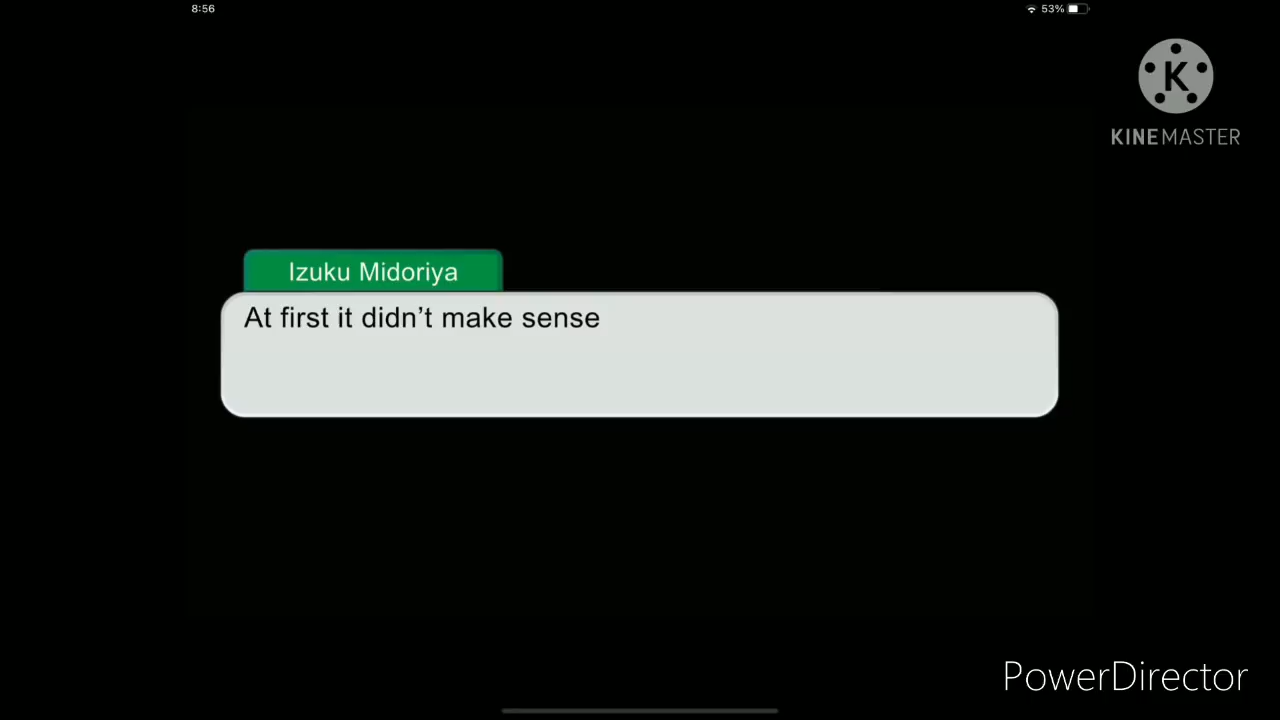 8:56
53%
K
KINEMASTER
Izuku Midoriya
At first it didn’t make sense
PowerDirector